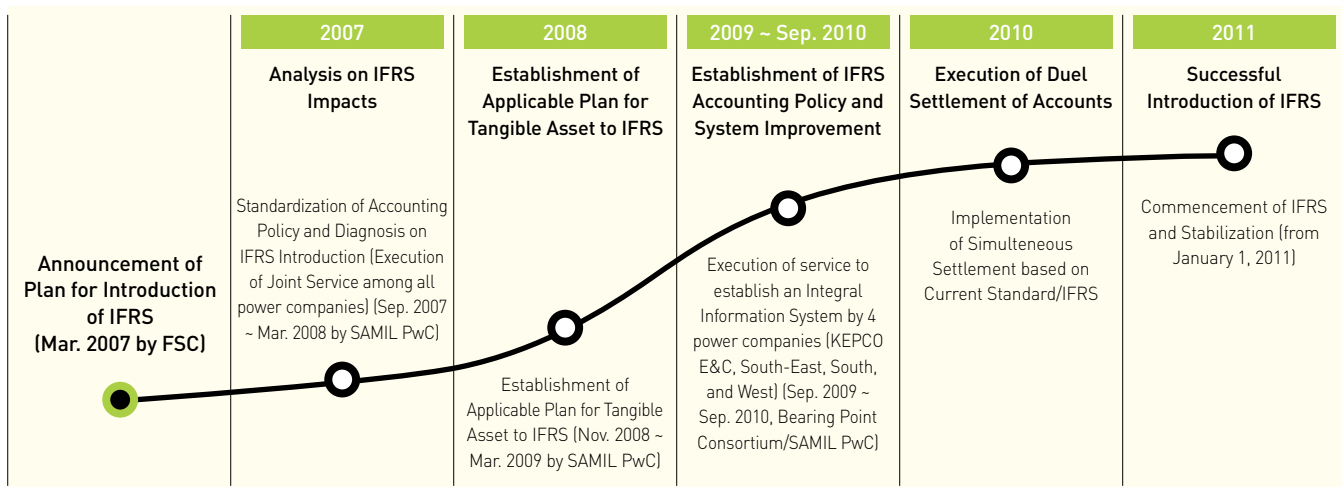 Announcement of
Plan for Introduction
of IFRS
(Mar. 2007 by FSC)
2007
Analysis on IFRS
Impacts
Standardization of Accounting
Policy and Diagnosis on
IFRS Introduction (Execution
of Joint Service among all
power companies) (Sep. 2007
~ Mar. 2008 by SAMIL PwC)
2008
Establishment of
Applicable Plan for
Tangible Asset to IFRS
Establishment of
Applicable Plan for Tangible
Asset to IFRS (Nov. 2008 ~
Mar. 2009 by SAMIL PwC)
2009 ~ Sep. 2010
Establishment of IFRS
Accounting Policy and
System Improvement
Execution of service to
establish an Integral
Information System by 4
power companies (KEPCO
E&C, South-East, South,
and West) (Sep. 2009 ~
Sep. 2010, Bearing Point
Consortium/SAMIL PwC)
2010
Execution of Duel
Settlement of Accounts
Implementation
of Simulteneous
Settlement based on
Current Standard/IFRS
2011
Successful
Introduction of IFRS
Commencement of IFRS
and Stabilization (from
January 1, 2011)